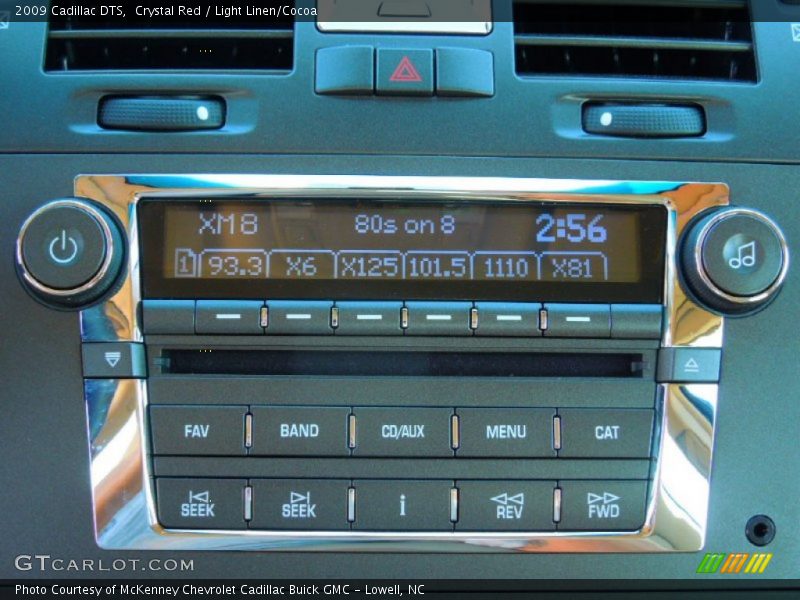 2009 Cadillac DTS,  Crystal Red / Light Linen/Cocoa
XM8 80s on 8 2:56
1 93.3 X6 X125 101.5 1110 X81
FAV BAND CD/AUX MENU CAT
SEEK SEEK i REV FWD
GTCARLOT.COM
Photo Courtesy of McKenney Chevrolet Cadillac Buick GMC - Lowell, NC